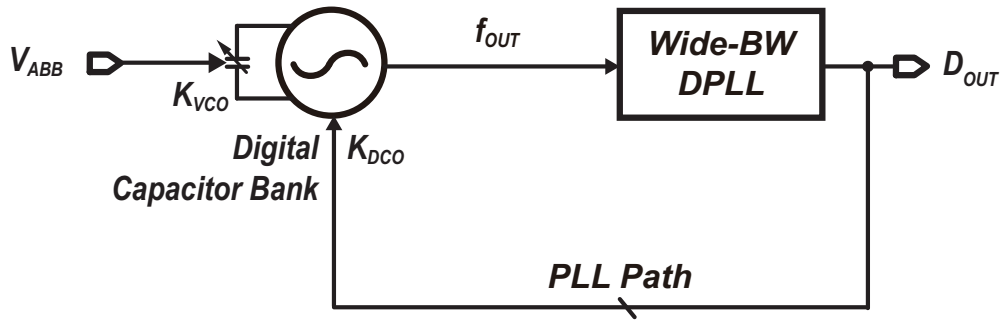 V_ABB
K_VCO
f_OUT
Wide-BW
DPLL
D_OUT
Digital
Capacitor Bank
K_DCO
PLL Path